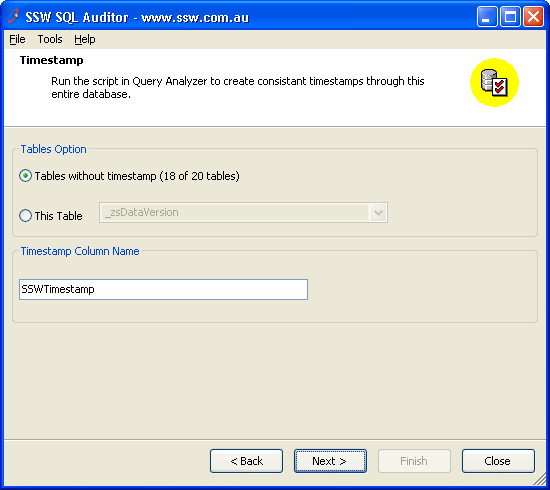 SSW SQL Auditor - www.ssw.com.au
File Tools Help
Timestamp
Run the script in Query Analyzer to create consistant timestamps through this
entire database.
Tables Option
Tables without timestamp (18 of 20 tables)
This Table
_zsDataVersion
Timestamp Column Name
SSWTimestamp
< Back
Next >
Finish
Close